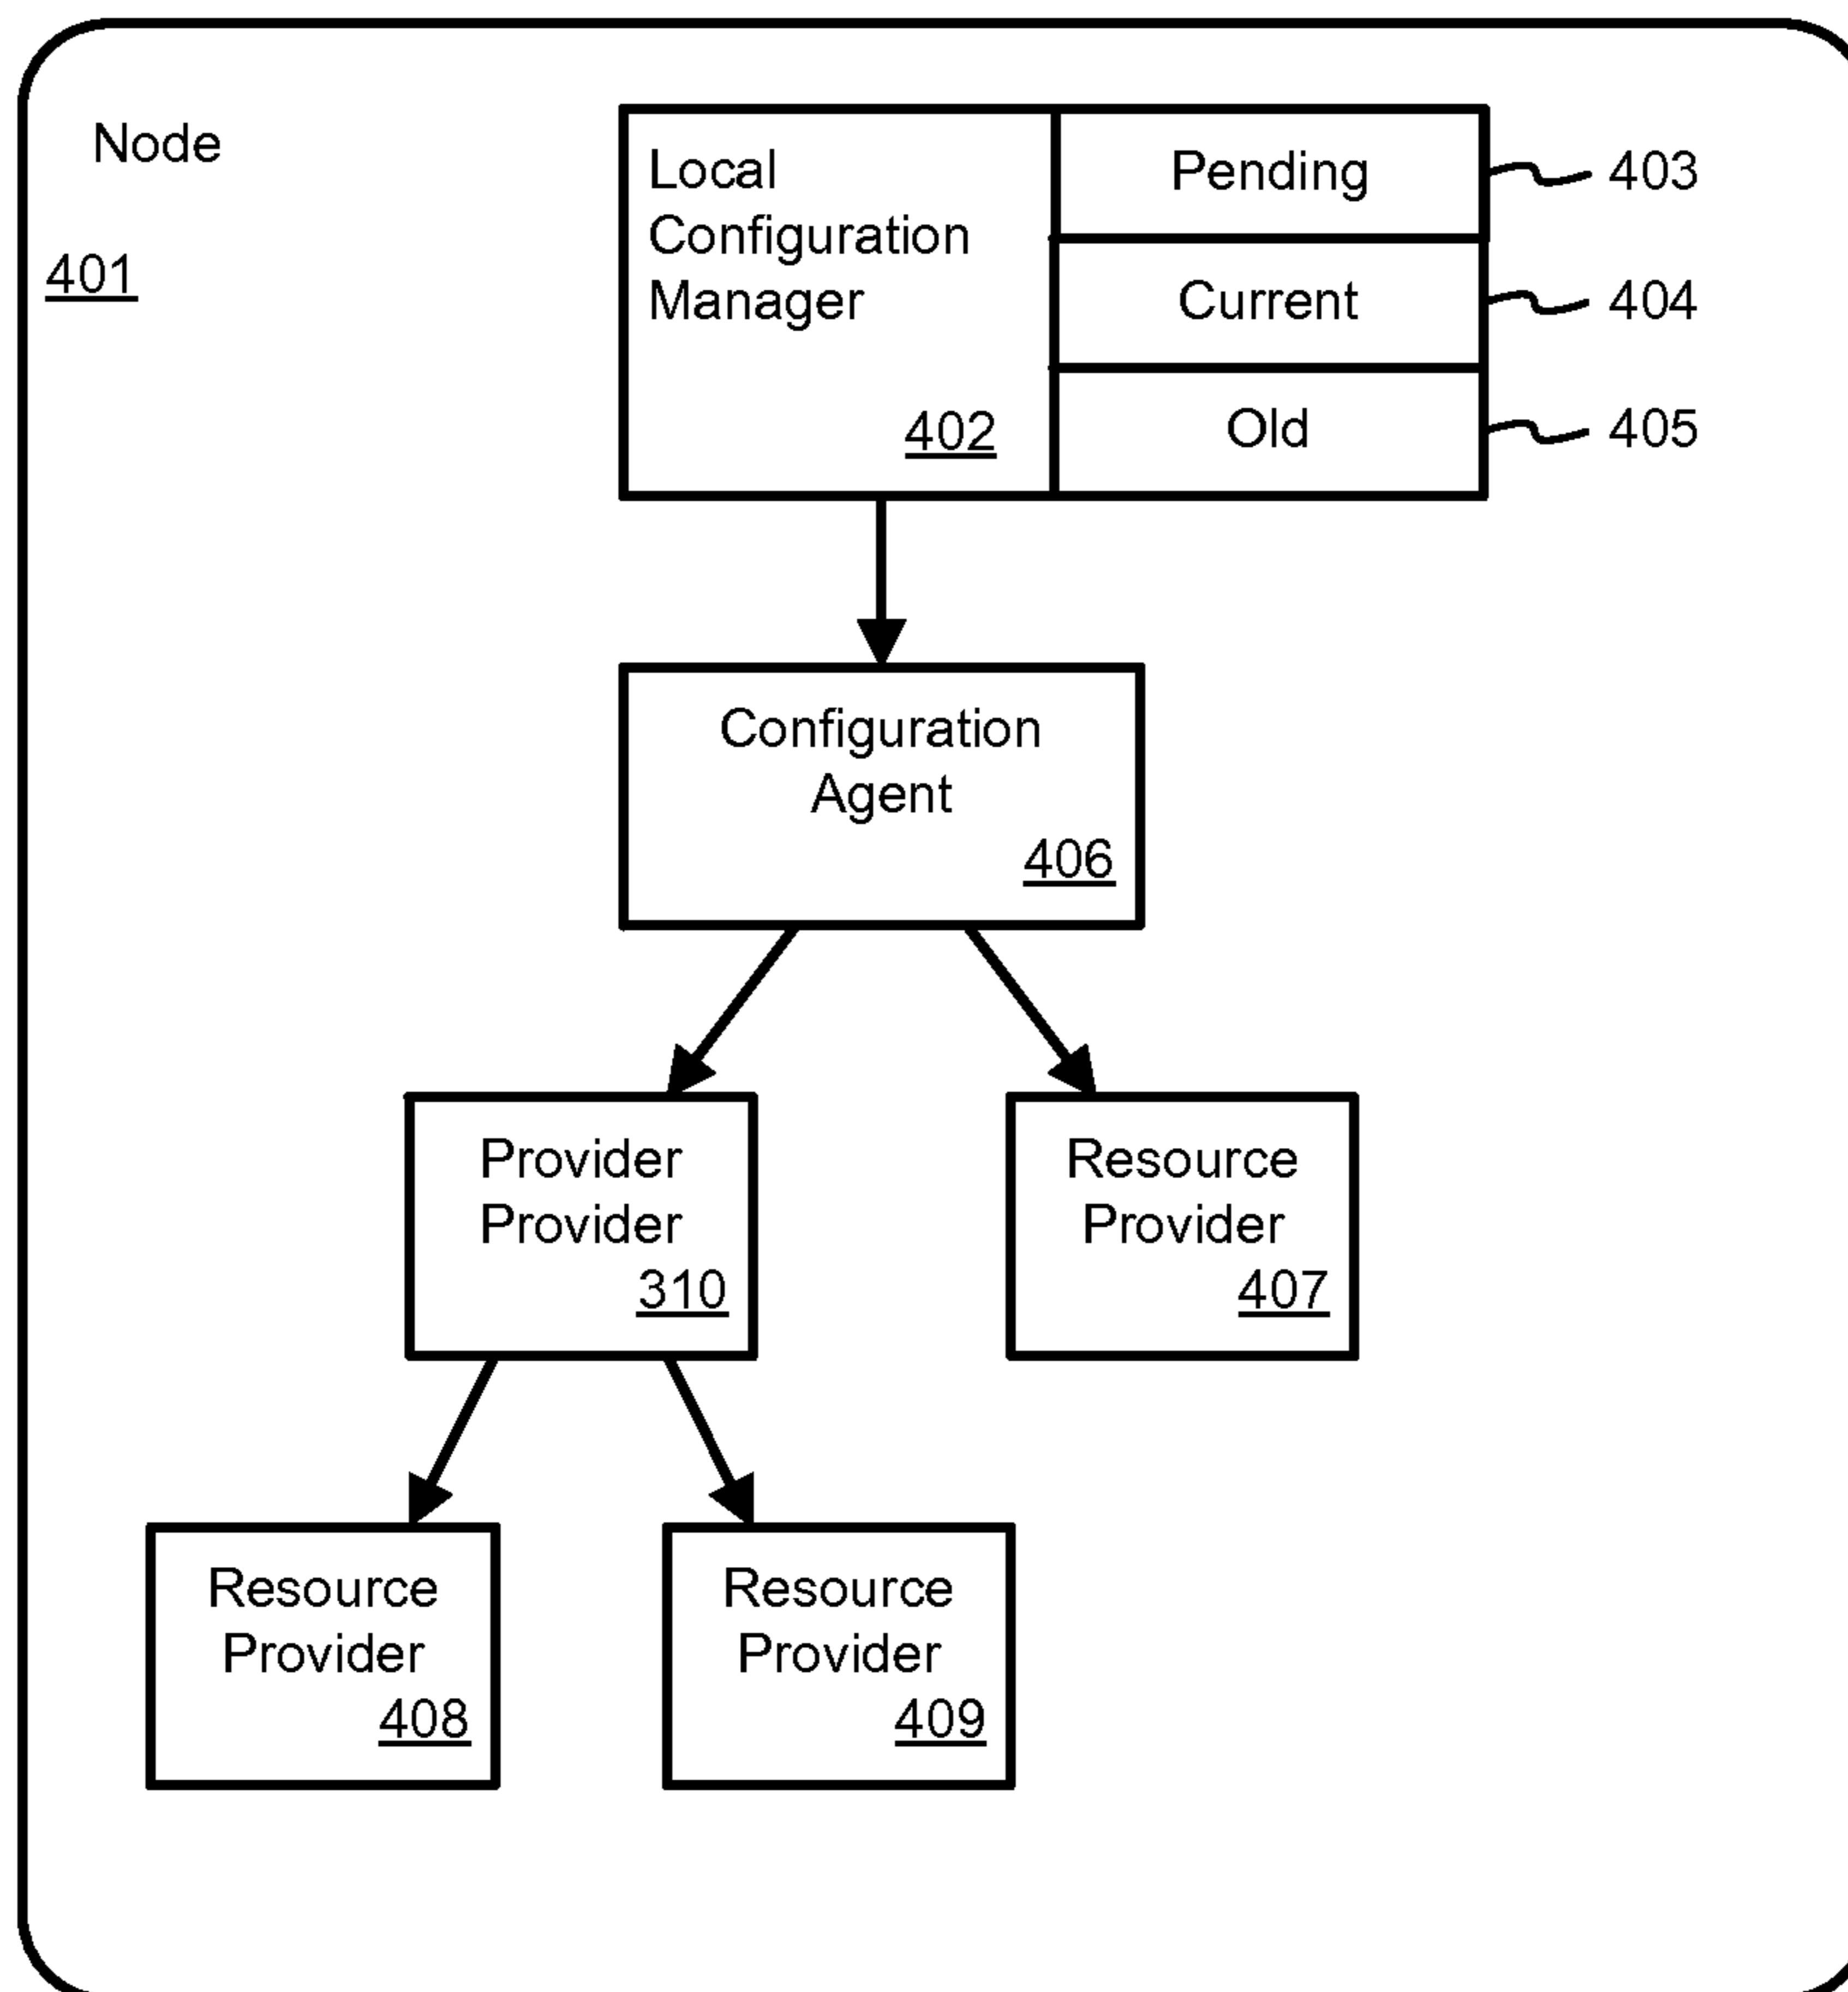 Node
401
Local
Configuration
Manager
402
Pending
403
Current
404
Old
405
Configuration
Agent
406
Provider
Provider
310
Resource
Provider
407
Resource
Provider
408
Resource
Provider
409